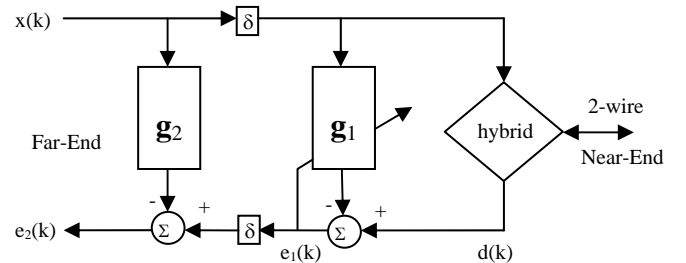 x(k)
δ
g2
g1
hybrid
2-wire
Near-End
Far-End
-
+
-
+
Σ
δ
Σ
e2(k)
e1(k)
d(k)